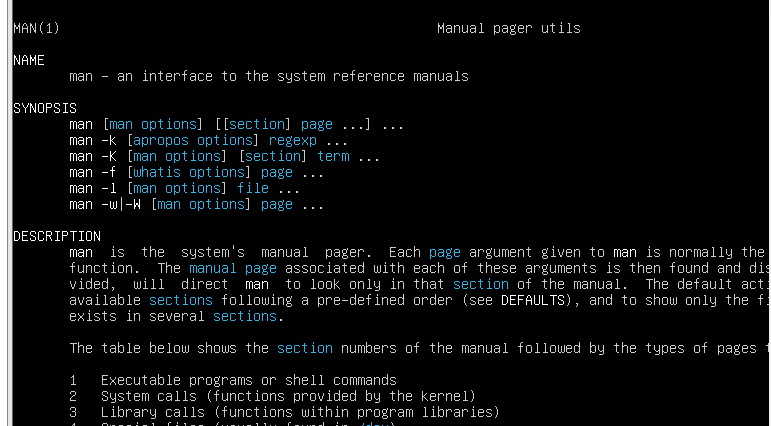 MAN(1) Manual pager utils
NAME
man - an interface to the system reference manuals
SYNOPSIS
man [man options] [[section] page ...] ...
man -k [apropos options] regexp ...
man -K [man options] [section] term ...
man -f [whatis options] page ...
man -l [man options] file ...
man -w|-W [man options] page ...
DESCRIPTION
man is the system's manual pager. Each page argument given to man is normally the
function. The manual page associated with each of these arguments is then found and dis
vided, will direct man to look only in that section of the manual. The default acti
available sections following a pre-defined order (see DEFAULTS), and to show only the fi
exists in several sections.
The table below shows the section numbers of the manual followed by the types of pages t
1 Executable programs or shell commands
2 System calls (functions provided by the kernel)
3 Library calls (functions within program libraries)
4 Special files (usually found in /dev)